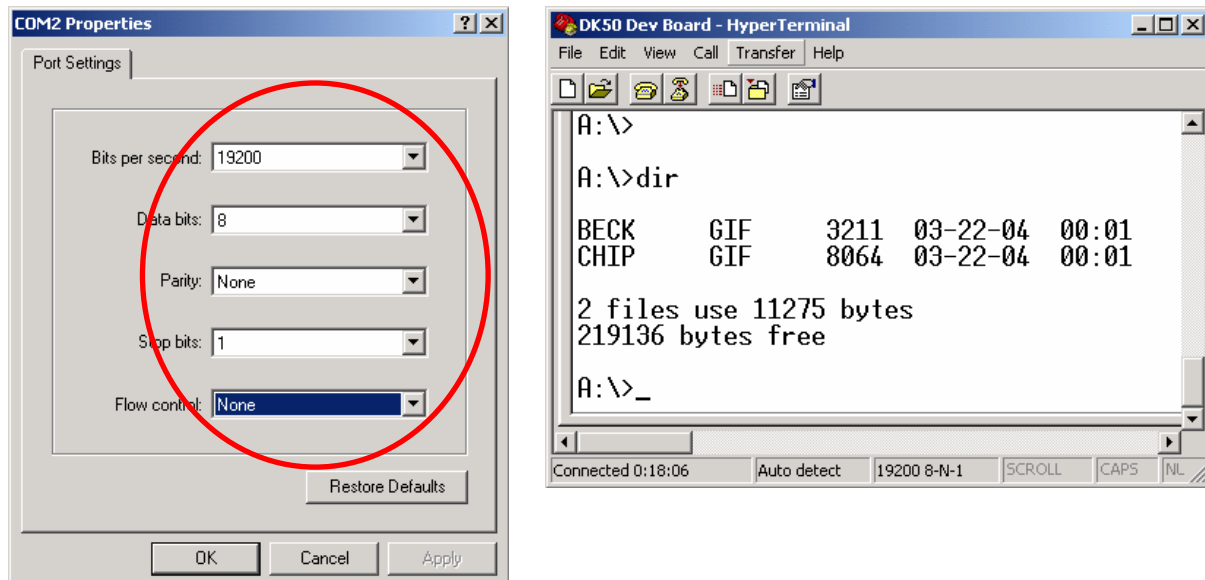 COM2 Properties
Port Settings
Bits per second: 19200
Data bits: 8
Parity: None
Stop bits: 1
Flow control: None
Restore Defaults
OK Cancel Apply
DK50 Dev Board - HyperTerminal
File Edit View Call Transfer Help
A:\>
A:\>dir
BECK GIF 3211 03-22-04 00:01
CHIP GIF 8064 03-22-04 00:01
2 files use 11275 bytes
219136 bytes free
A:\>_
Connected 0:18:06 Auto detect 19200 8-N-1 SCROLL CAPS NL